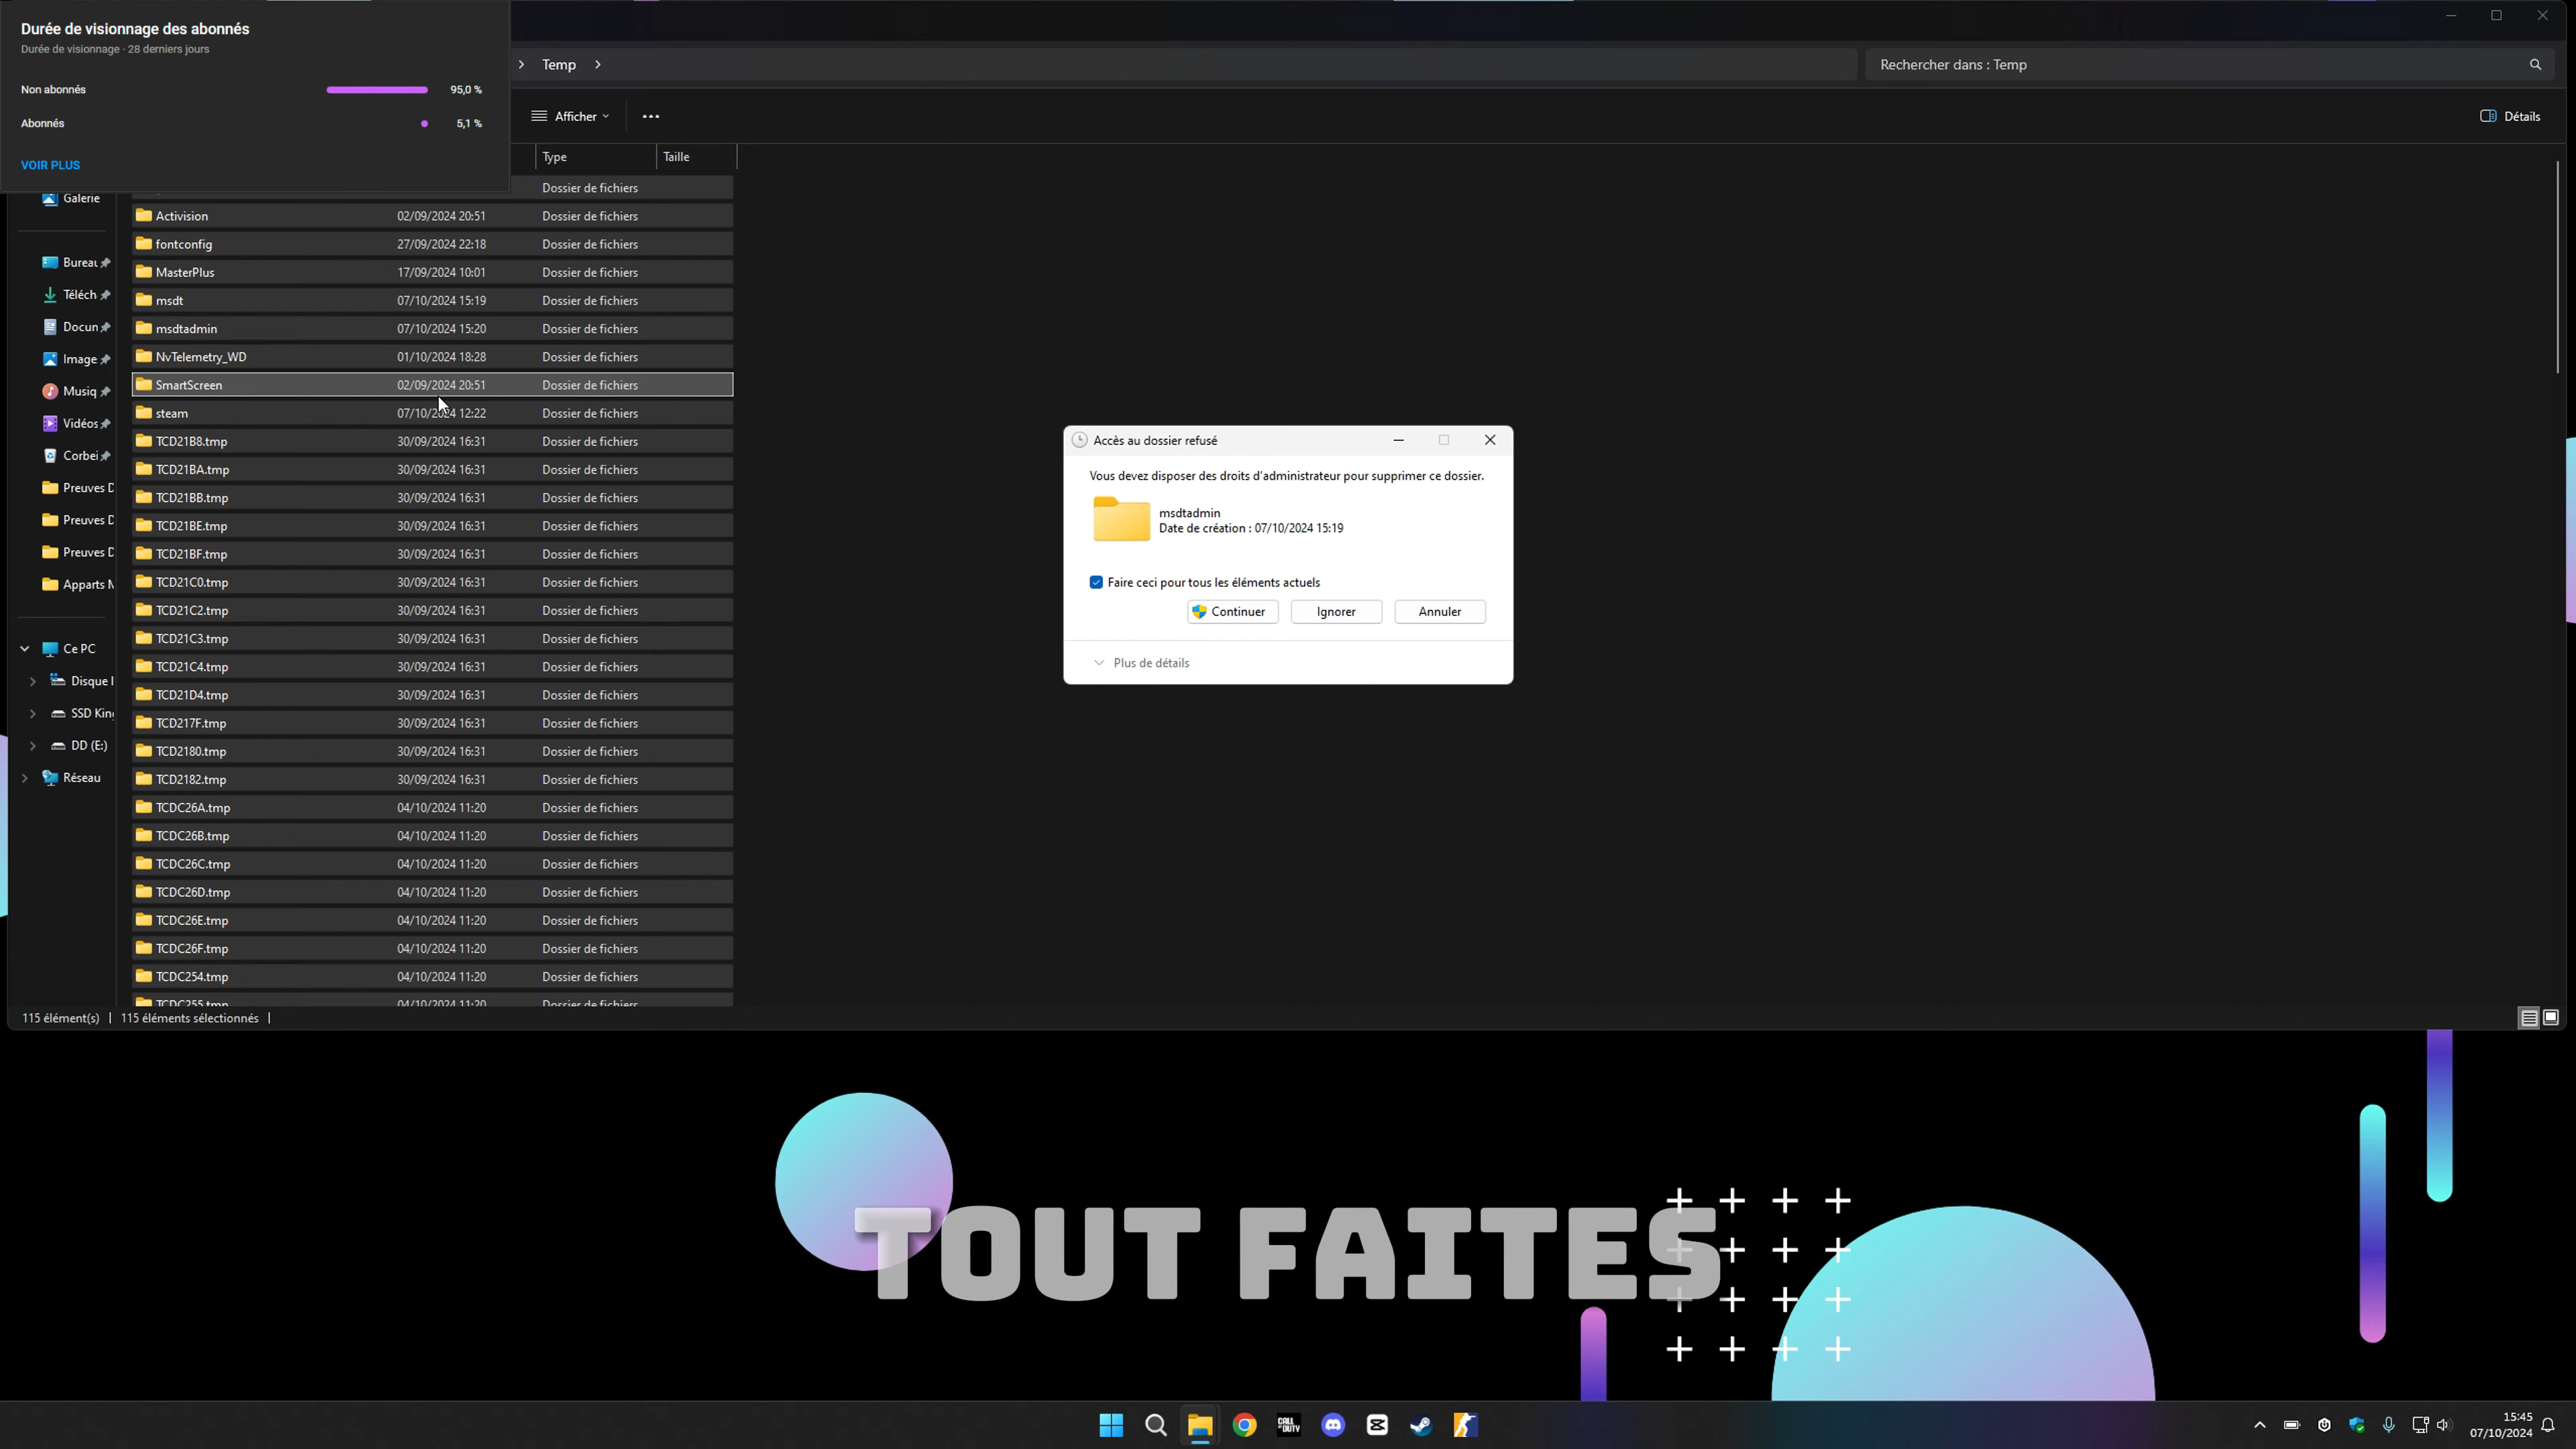 Durée de visionnage des abonnés
Durée de visionnage · 28 derniers jours
Non abonnés 95,0 %
Abonnés 5,1 %
VOIR PLUS
Temp
Rechercher dans : Temp
Afficher
Détails
Type Taille
Dossier de fichiers
Activision 02/09/2024 20:51 Dossier de fichiers
fontconfig 27/09/2024 22:18 Dossier de fichiers
MasterPlus 17/09/2024 10:01 Dossier de fichiers
msdt 07/10/2024 15:19 Dossier de fichiers
msdtadmin 07/10/2024 15:20 Dossier de fichiers
NvTelemetry_WD 01/10/2024 18:28 Dossier de fichiers
SmartScreen 02/09/2024 20:51 Dossier de fichiers
steam 07/10/2024 12:22 Dossier de fichiers
TCD21B8.tmp 30/09/2024 16:31 Dossier de fichiers
TCD21BA.tmp 30/09/2024 16:31 Dossier de fichiers
TCD21BB.tmp 30/09/2024 16:31 Dossier de fichiers
TCD21BE.tmp 30/09/2024 16:31 Dossier de fichiers
TCD21BF.tmp 30/09/2024 16:31 Dossier de fichiers
TCD21C0.tmp 30/09/2024 16:31 Dossier de fichiers
TCD21C2.tmp 30/09/2024 16:31 Dossier de fichiers
TCD21C3.tmp 30/09/2024 16:31 Dossier de fichiers
TCD21C4.tmp 30/09/2024 16:31 Dossier de fichiers
TCD21D4.tmp 30/09/2024 16:31 Dossier de fichiers
TCD217F.tmp 30/09/2024 16:31 Dossier de fichiers
TCD2180.tmp 30/09/2024 16:31 Dossier de fichiers
TCD2182.tmp 30/09/2024 16:31 Dossier de fichiers
TCDC26A.tmp 04/10/2024 11:20 Dossier de fichiers
TCDC26B.tmp 04/10/2024 11:20 Dossier de fichiers
TCDC26C.tmp 04/10/2024 11:20 Dossier de fichiers
TCDC26D.tmp 04/10/2024 11:20 Dossier de fichiers
TCDC26E.tmp 04/10/2024 11:20 Dossier de fichiers
TCDC26F.tmp 04/10/2024 11:20 Dossier de fichiers
TCDC254.tmp 04/10/2024 11:20 Dossier de fichiers
TCDC255.tmp 04/10/2024 11:20 Dossier de fichiers
Galerie
Bureau
Téléch
Docun
Image
Musiq
Vidéos
Corbei
Preuves D
Preuves D
Preuves D
Apparts N
Ce PC
Disque l
SSD King
DD (E:)
Réseau
115 élément(s) 115 éléments sélectionnés
Accès au dossier refusé
Vous devez disposer des droits d'administrateur pour supprimer ce dossier.
msdtadmin
Date de création : 07/10/2024 15:19
Faire ceci pour tous les éléments actuels
Continuer Ignorer Annuler
Plus de détails
TOUT FAITES
CALL OF DUTY
15:45
07/10/2024